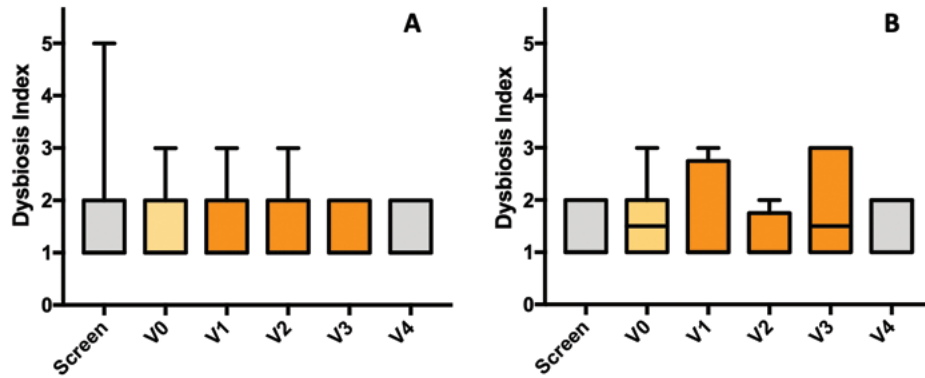 A
Dysbiosis Index
5
4
3
2
1
0
Screen
V0
V1
V2
V3
V4
B
Dysbiosis Index
5
4
3
2
1
0
Screen
V0
V1
V2
V3
V4